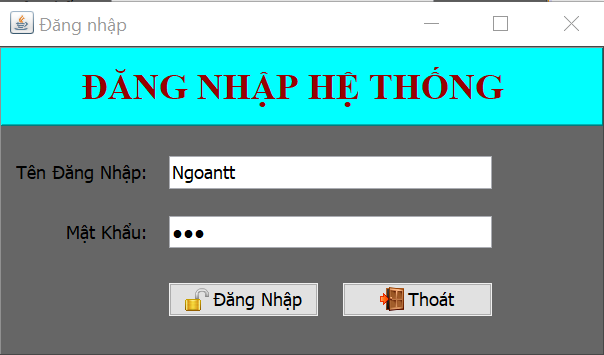 Đăng nhập
ĐĂNG NHẬP HỆ THỐNG
Tên Đăng Nhập: Ngoantt
Mật Khẩu: ●●●
Đăng Nhập Thoát